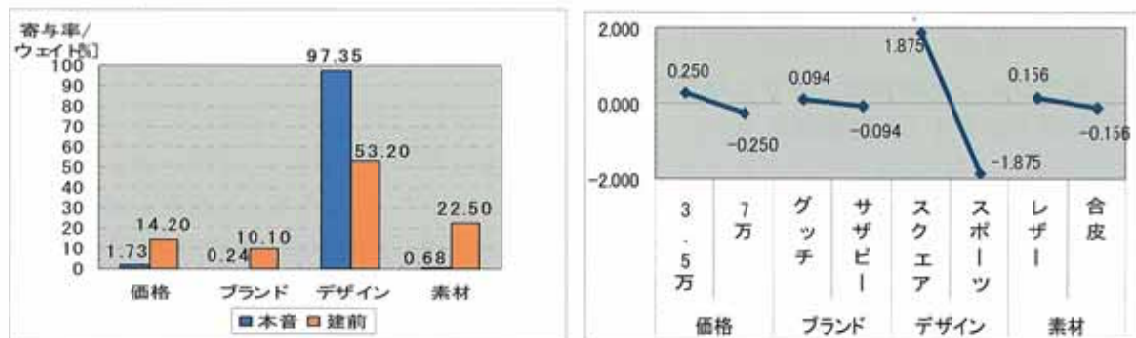 寄与率/
ウェイト[%]
100
90
80
70
60
50
40
30
20
10
0
1.73
14.20
0.24
10.10
97.35
53.20
0.68
22.50
価格
ブランド
デザイン
素材
本音
建前
2.000
0.000
-2.000
0.250
-0.250
0.094
-0.094
1.875
-1.875
0.156
-0.156
3.5万
7万
グッチ
サザビー
スクェア
スポーツ
レザー
合皮
価格
ブランド
デザイン
素材